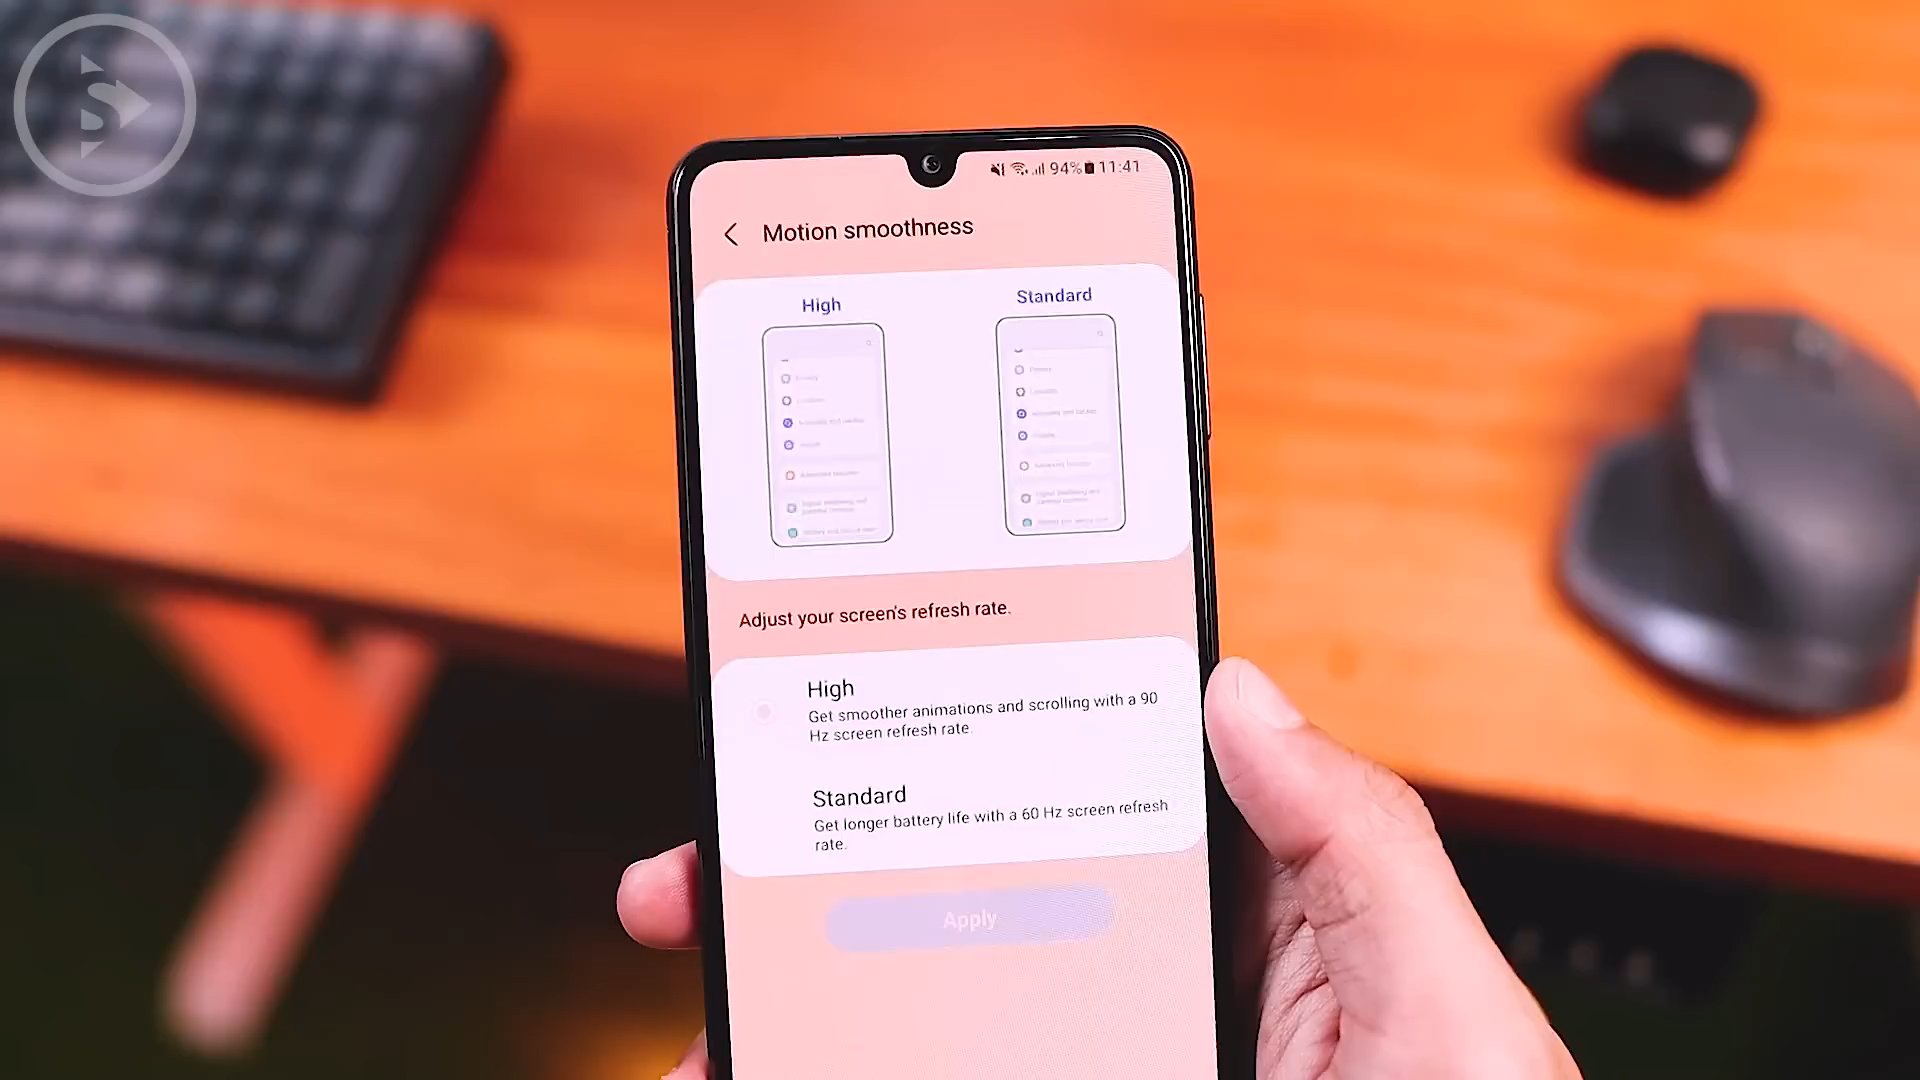 S
94% 11:41
Motion smoothness
High
Standard
Adjust your screen's refresh rate.
High
Get smoother animations and scrolling with a 90
Hz screen refresh rate.
Standard
Get longer battery life with a 60 Hz screen refresh
rate.
Apply